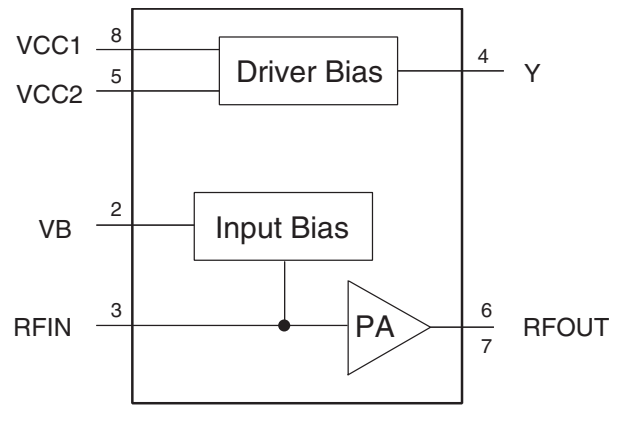 VCC1 8
VCC2 5
Driver Bias
4 Y
VB 2
Input Bias
RFIN 3
PA
6
7
RFOUT